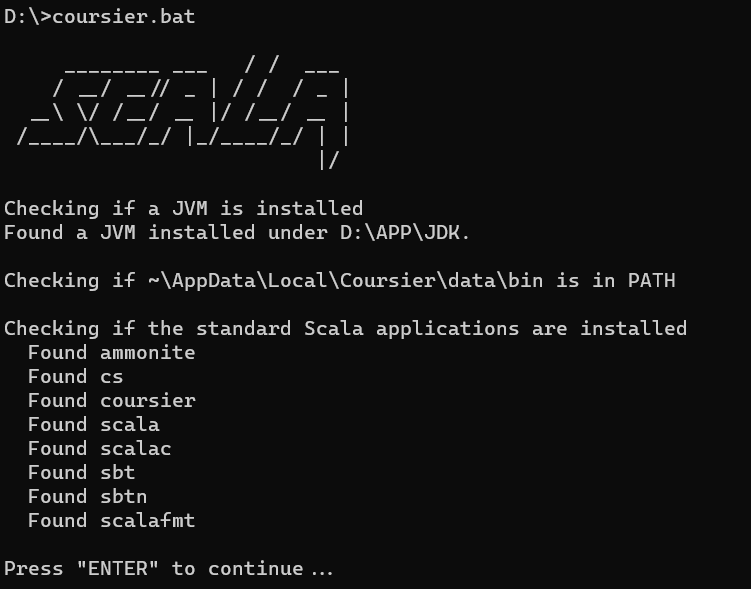 D:\>coursier.bat
     ________ ___   / /  ___
    / __/ __// _ | / / /  / _ |
  __\ \/ /__/ __ |/ /__/ __ |
 /____/\___/_/ |_/____/_/ | |
                          |/
Checking if a JVM is installed
Found a JVM installed under D:\APP\JDK.
Checking if ~\AppData\Local\Coursier\data\bin is in PATH
Checking if the standard Scala applications are installed
  Found ammonite
  Found cs
  Found coursier
  Found scala
  Found scalac
  Found sbt
  Found sbtn
  Found scalafmt
Press "ENTER" to continue...